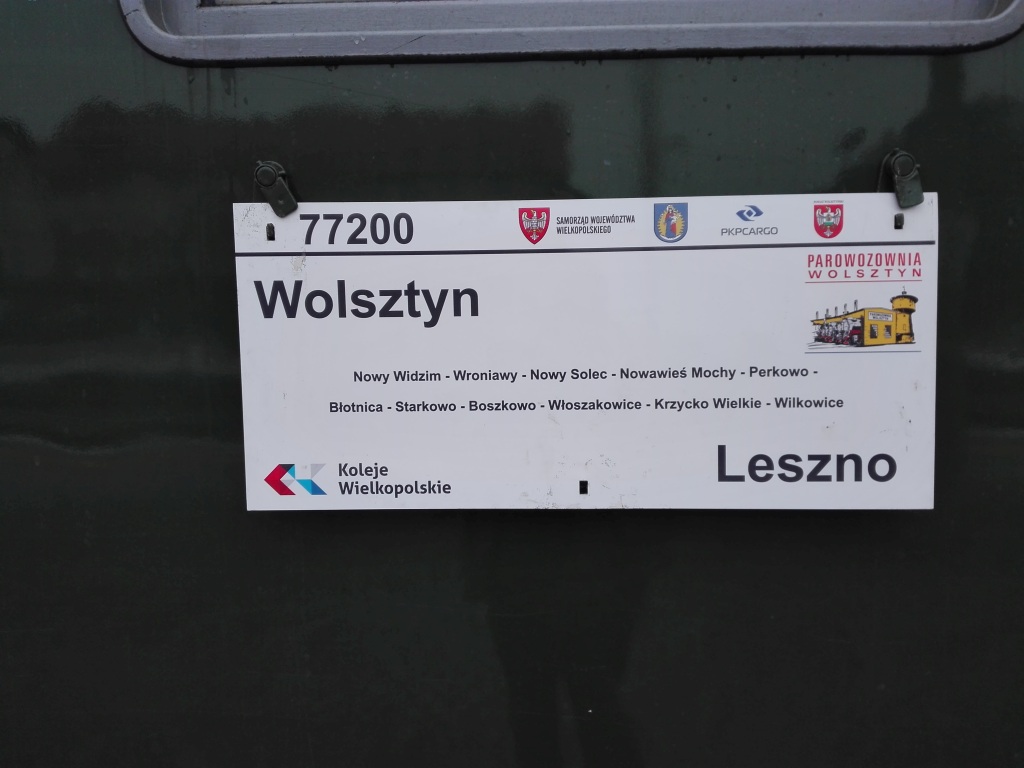 77200
SAMORZĄD WOJEWÓDZTWA
WIELKOPOLSKIEGO
PKPCARGO
PAROWOZOWNIA
WOLSZTYN
Wolsztyn
Nowy Widzim - Wroniawy - Nowy Solec - Nowawieś Mochy - Perkowo -
Błotnica - Starkowo - Boszkowo - Włoszakowice - Krzycko Wielkie - Wilkowice
Leszno
Koleje
Wielkopolskie